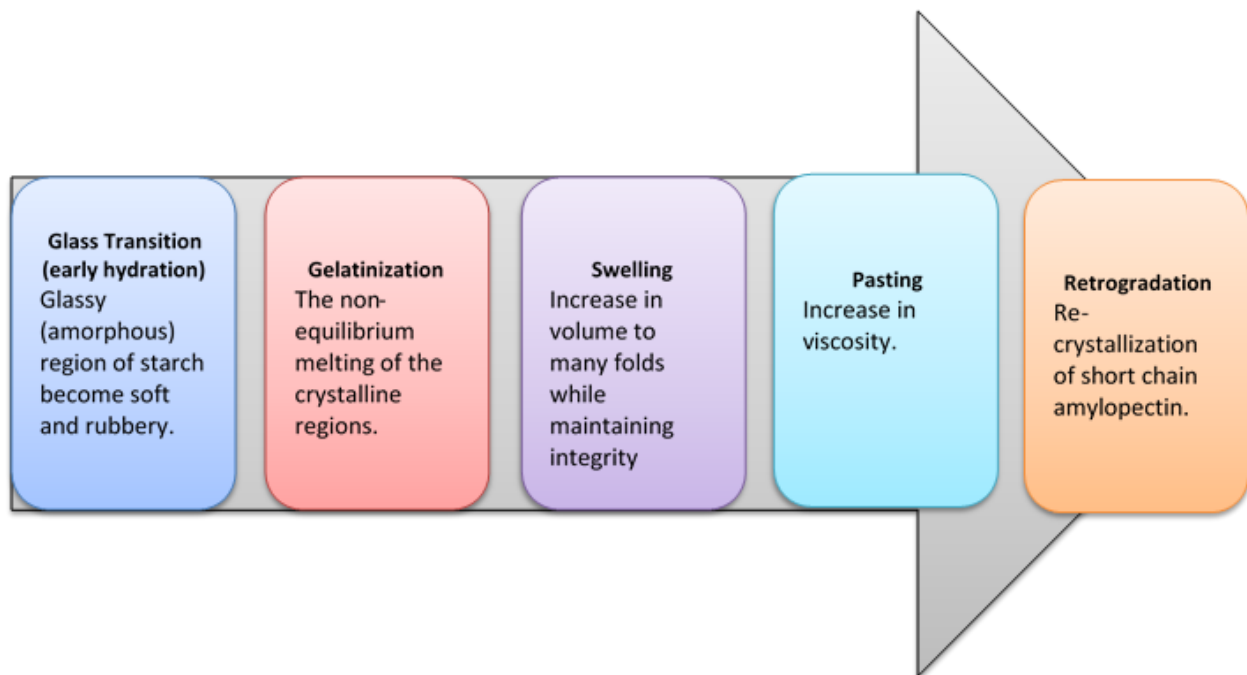 Glass Transition
(early hydration)
Glassy
(amorphous)
region of starch
become soft
and rubbery.
Gelatinization
The non-
equilibrium
melting of the
crystalline
regions.
Swelling
Increase in
volume to
many folds
while
maintaining
integrity
Pasting
Increase in
viscosity.
Retrogradation
Re-
crystallization
of short chain
amylopectin.